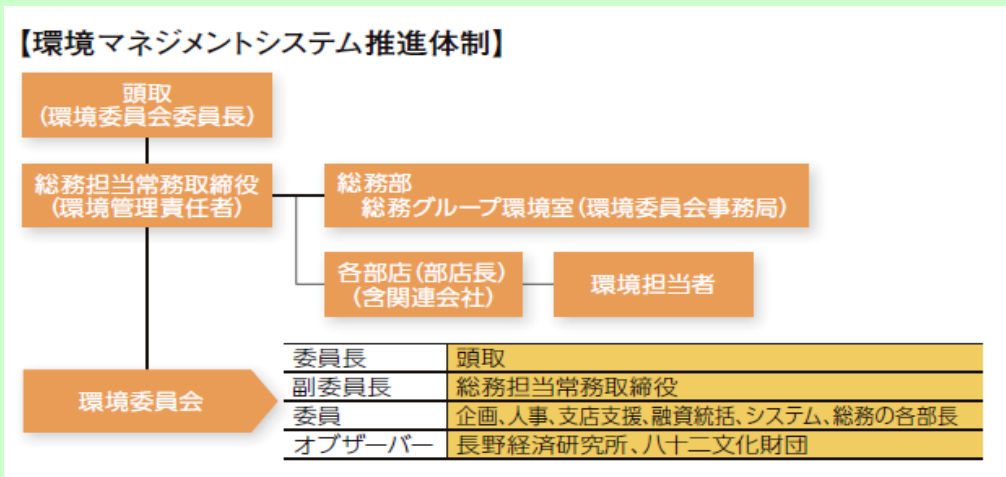 【環境マネジメントシステム推進体制】
頭取
(環境委員会委員長)
総務担当常務取締役
(環境管理責任者)
総務部
総務グループ環境室(環境委員会事務局)
各部店(部店長)
(含関連会社)
環境担当者
環境委員会
委員長 頭取
副委員長 総務担当常務取締役
委員 企画、人事、支店支援、融資統括、システム、総務の各部長
オブザーバー 長野経済研究所、八十二文化財団